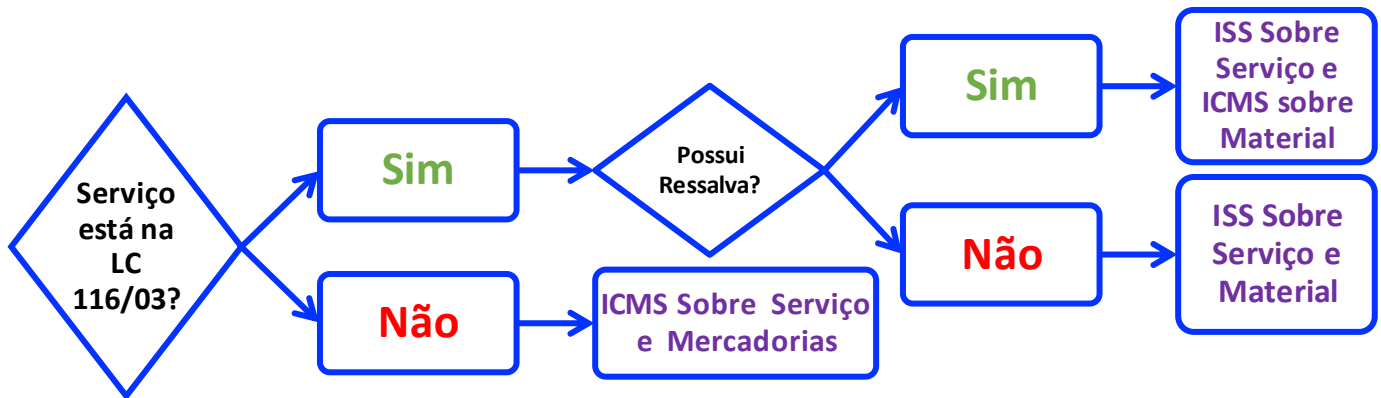 Serviço
está na
LC
116/03?
Sim
Não
ICMS Sobre Serviço
e Mercadorias
Possui
Ressalva?
Sim
Não
ISS Sobre
Serviço e
ICMS sobre
Material
ISS Sobre
Serviço e
Material